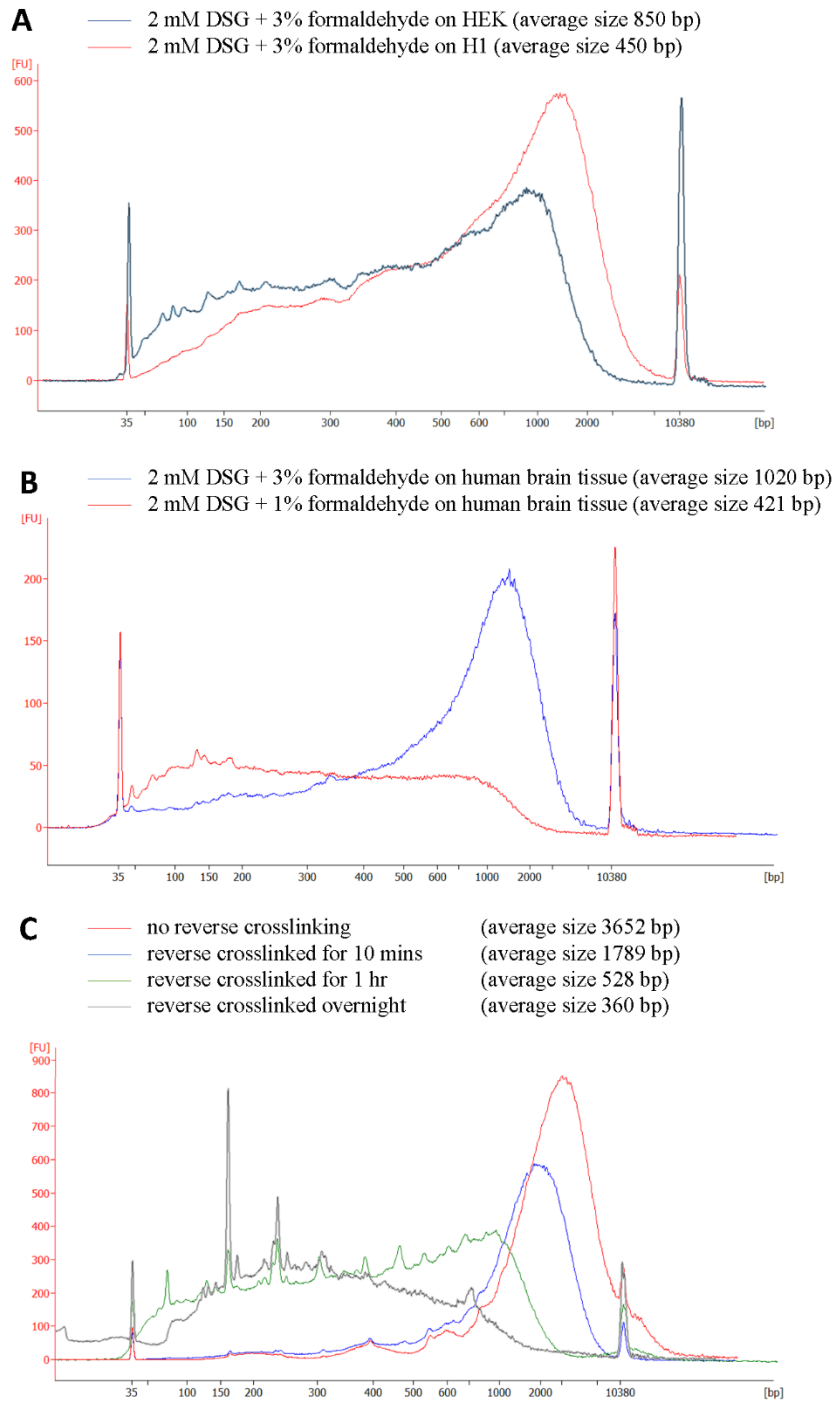 A
2 mM DSG + 3% formaldehyde on HEK (average size 850 bp)
2 mM DSG + 3% formaldehyde on H1 (average size 450 bp)
[FU]
600
500
400
300
200
100
0
35 100 150 200 300 400 500 600 1000 2000 10380 [bp]
B
2 mM DSG + 3% formaldehyde on human brain tissue (average size 1020 bp)
2 mM DSG + 1% formaldehyde on human brain tissue (average size 421 bp)
[FU]
200
150
100
50
0
35 100 150 200 300 400 500 600 1000 2000 10380 [bp]
C
no reverse crosslinking (average size 3652 bp)
reverse crosslinked for 10 mins (average size 1789 bp)
reverse crosslinked for 1 hr (average size 528 bp)
reverse crosslinked overnight (average size 360 bp)
[FU]
900
800
700
600
500
400
300
200
100
0
35 100 150 200 300 400 500 600 1000 2000 10380 [bp]